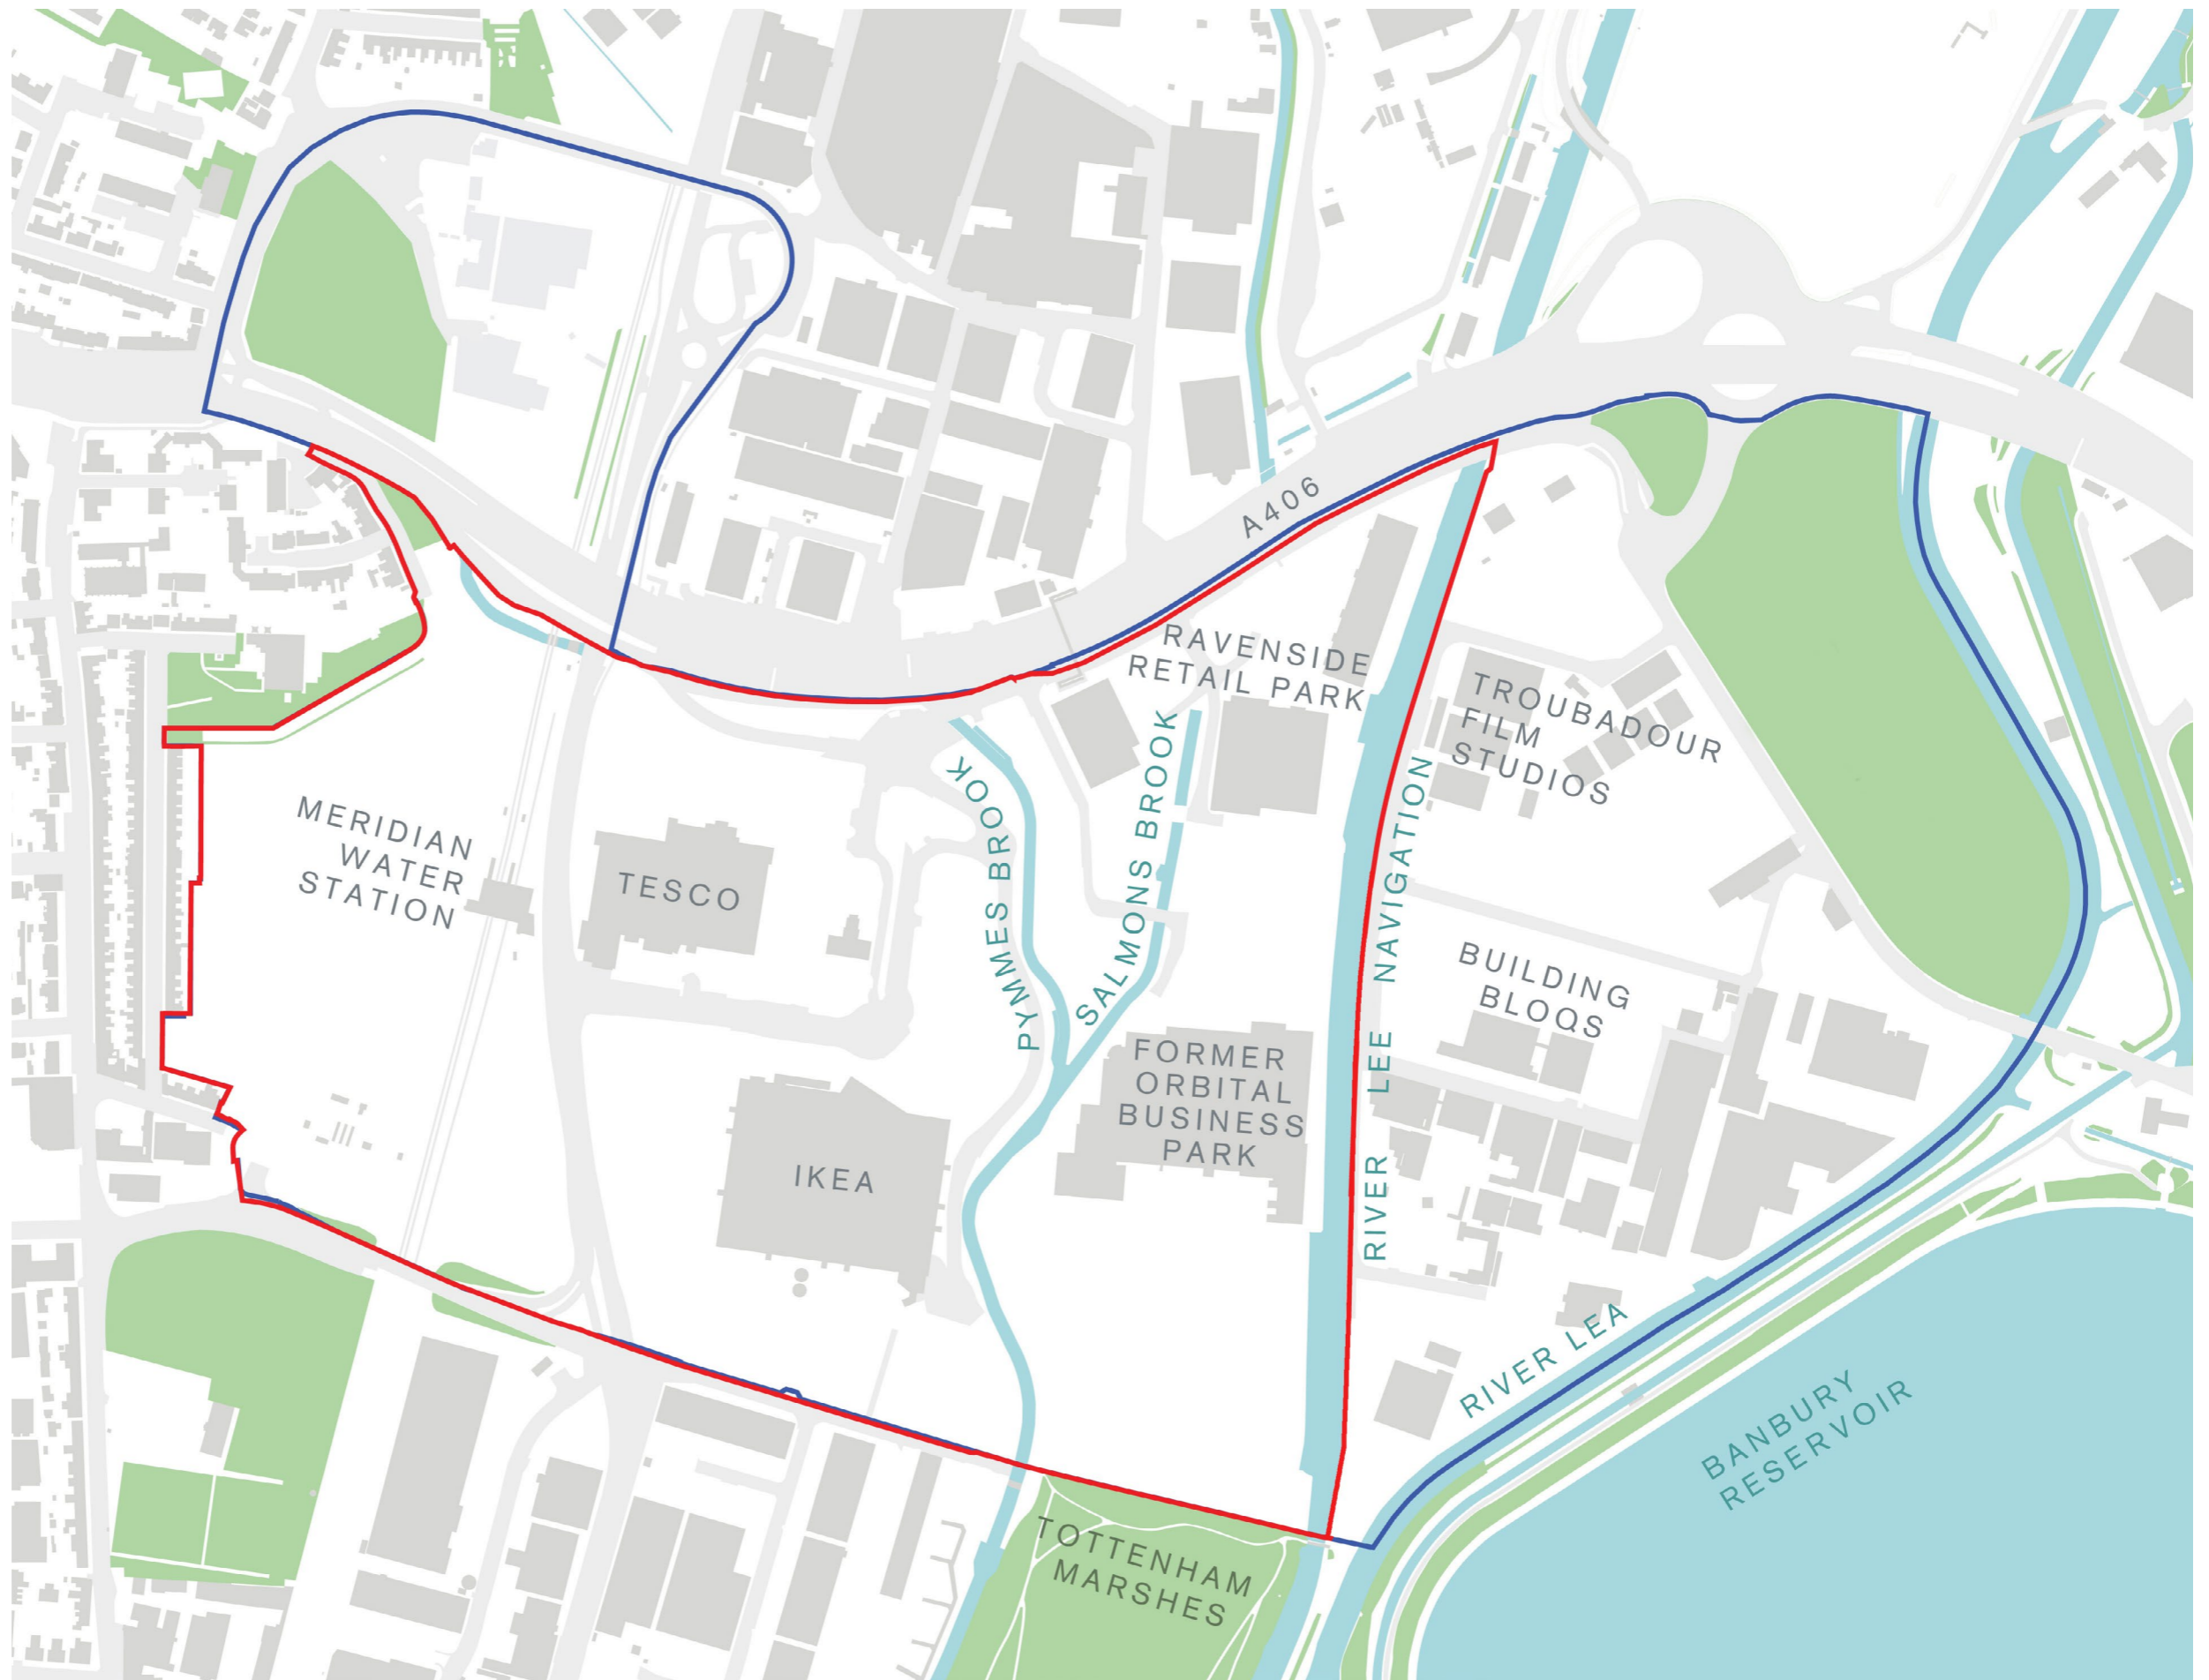 A406
RAVENSIDE
RETAIL PARK
TROUBADOUR
FILM
STUDIOS
MERIDIAN
WATER
STATION
TESCO
PYMMES BROOK
SALMONS BROOK
RIVER LEE NAVIGATION
BUILDING
BLOQS
FORMER
ORBITAL
BUSINESS
PARK
IKEA
RIVER LEA
BANBURY
RESERVOIR
TOTTENHAM
MARSHES